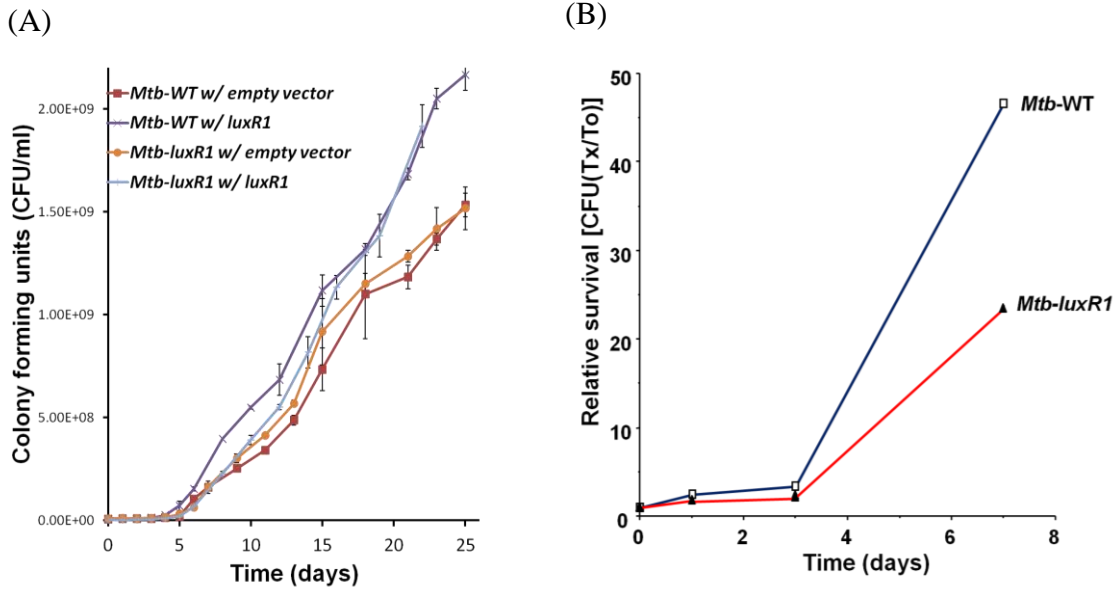 (A)
Mtb-WT w/ empty vector
Mtb-WT w/ luxR1
Mtb-luxR1 w/ empty vector
Mtb-luxR1 w/ luxR1
Colony forming units (CFU/ml)
2.00E+09
1.50E+09
1.00E+09
5.00E+08
0.00E+00
0 5 10 15 20 25
Time (days)
(B)
Relative survival [CFU(Tx/To)]
50
40
30
20
10
0
Mtb-WT
Mtb-luxR1
0 2 4 6 8
Time (days)